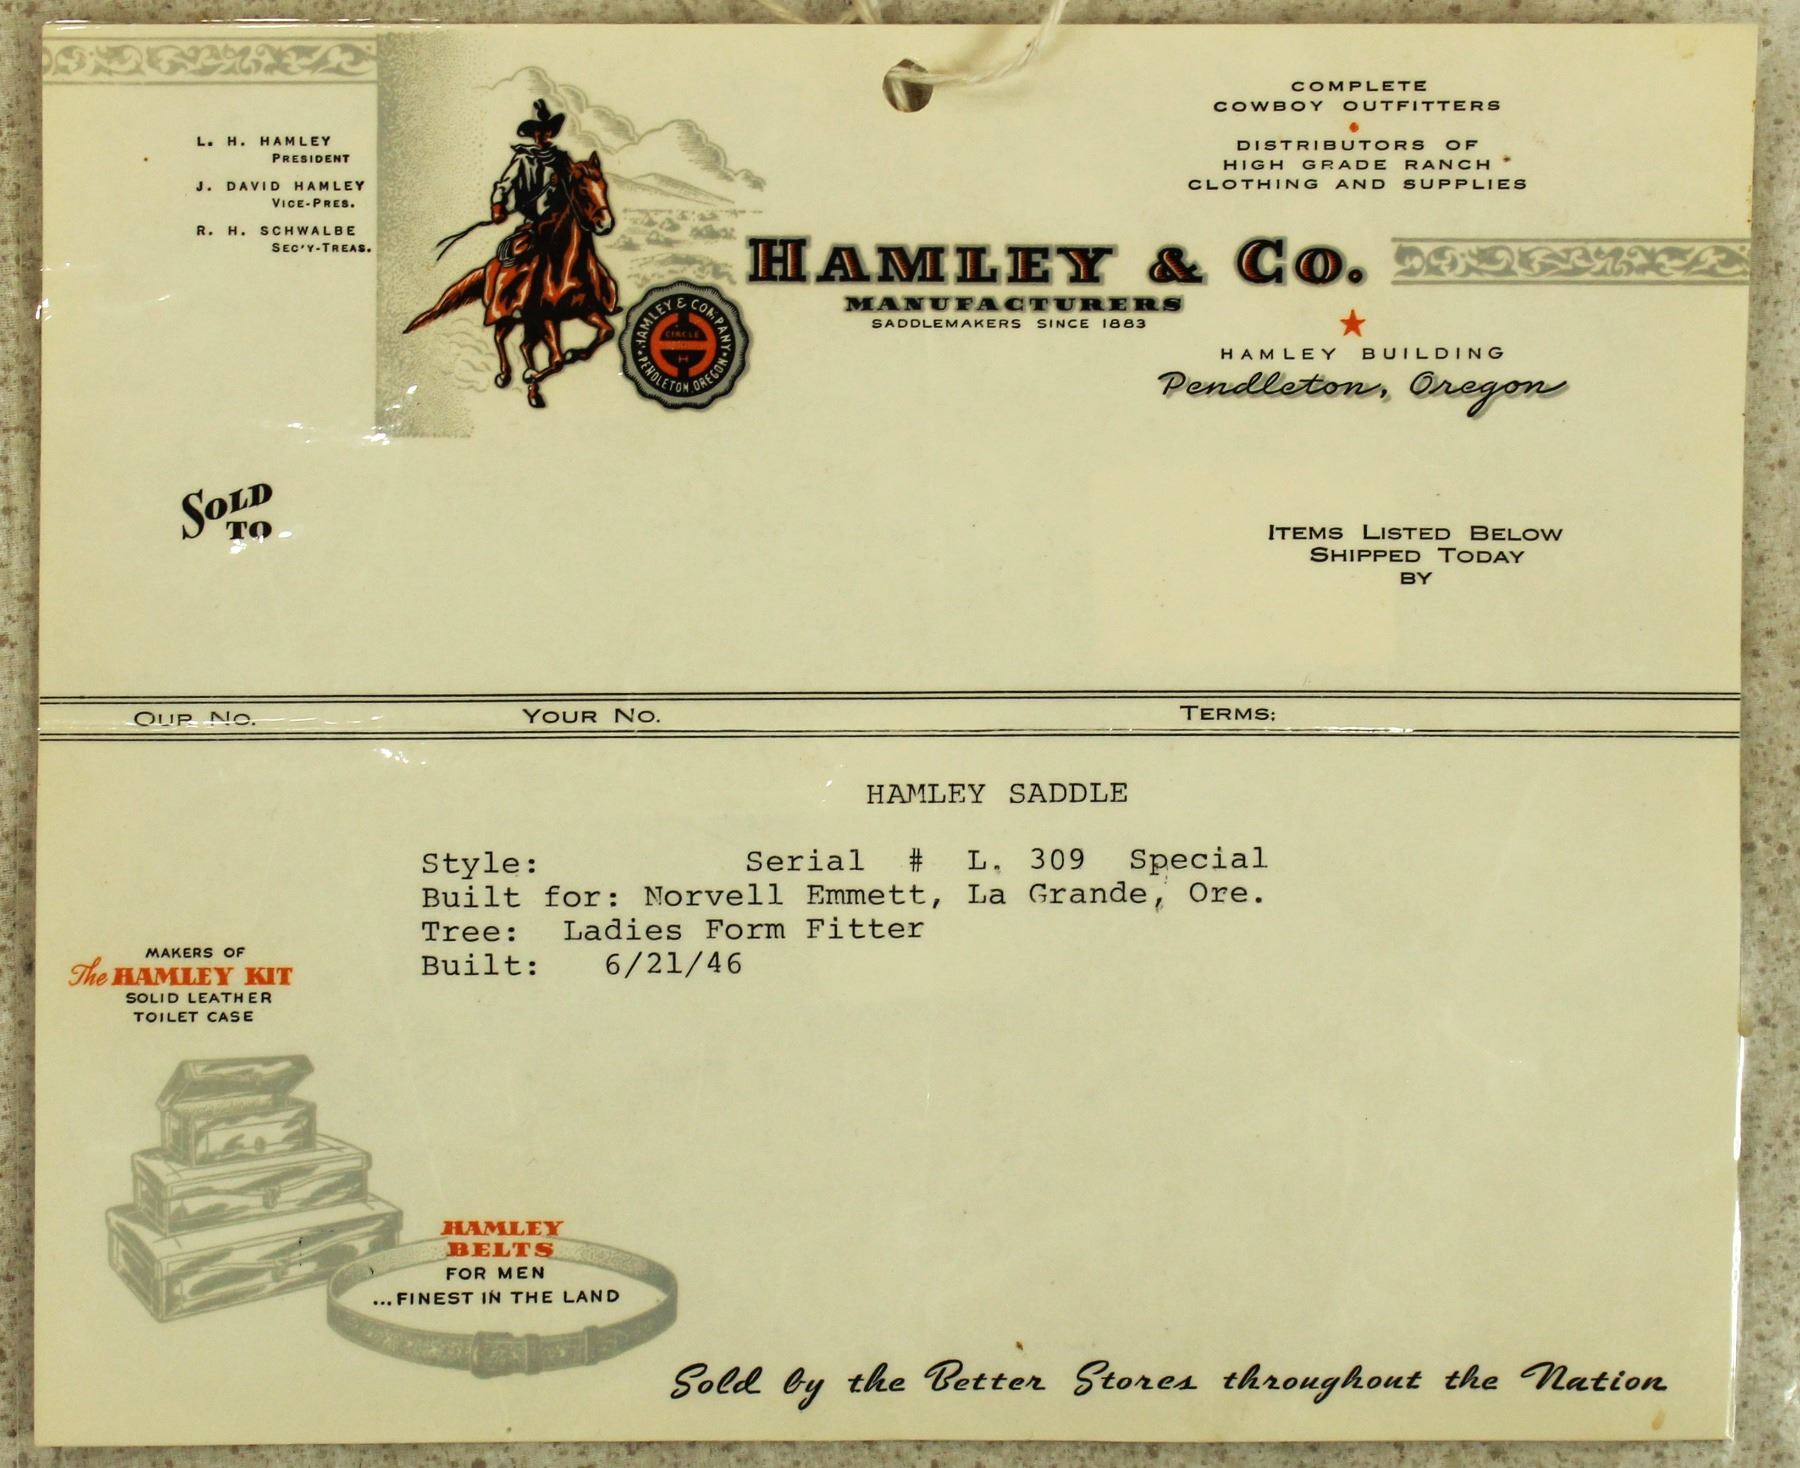 L. H. HAMLEY
PRESIDENT
J. DAVID HAMLEY
VICE-PRES.
R. H. SCHWALBE
SEC'Y-TREAS.
COMPLETE
COWBOY OUTFITTERS
DISTRIBUTORS OF
HIGH GRADE RANCH
CLOTHING AND SUPPLIES
HAMLEY & CO.
MANUFACTURERS
SADDLEMAKERS SINCE 1883
HAMLEY & COMPANY
PENDLETON, OREGON
CIRCLE
H
HAMLEY BUILDING
Pendleton, Oregon
SOLD
TO
ITEMS LISTED BELOW
SHIPPED TODAY
BY
OUR NO. YOUR NO. TERMS:
HAMLEY SADDLE
Style: Serial # L. 309 Special
Built for: Norvell Emmett, La Grande, Ore.
Tree: Ladies Form Fitter
Built: 6/21/46
MAKERS OF
The HAMLEY KIT
SOLID LEATHER
TOILET CASE
HAMLEY
BELTS
FOR MEN
...FINEST IN THE LAND
Sold by the Better Stores throughout the Nation